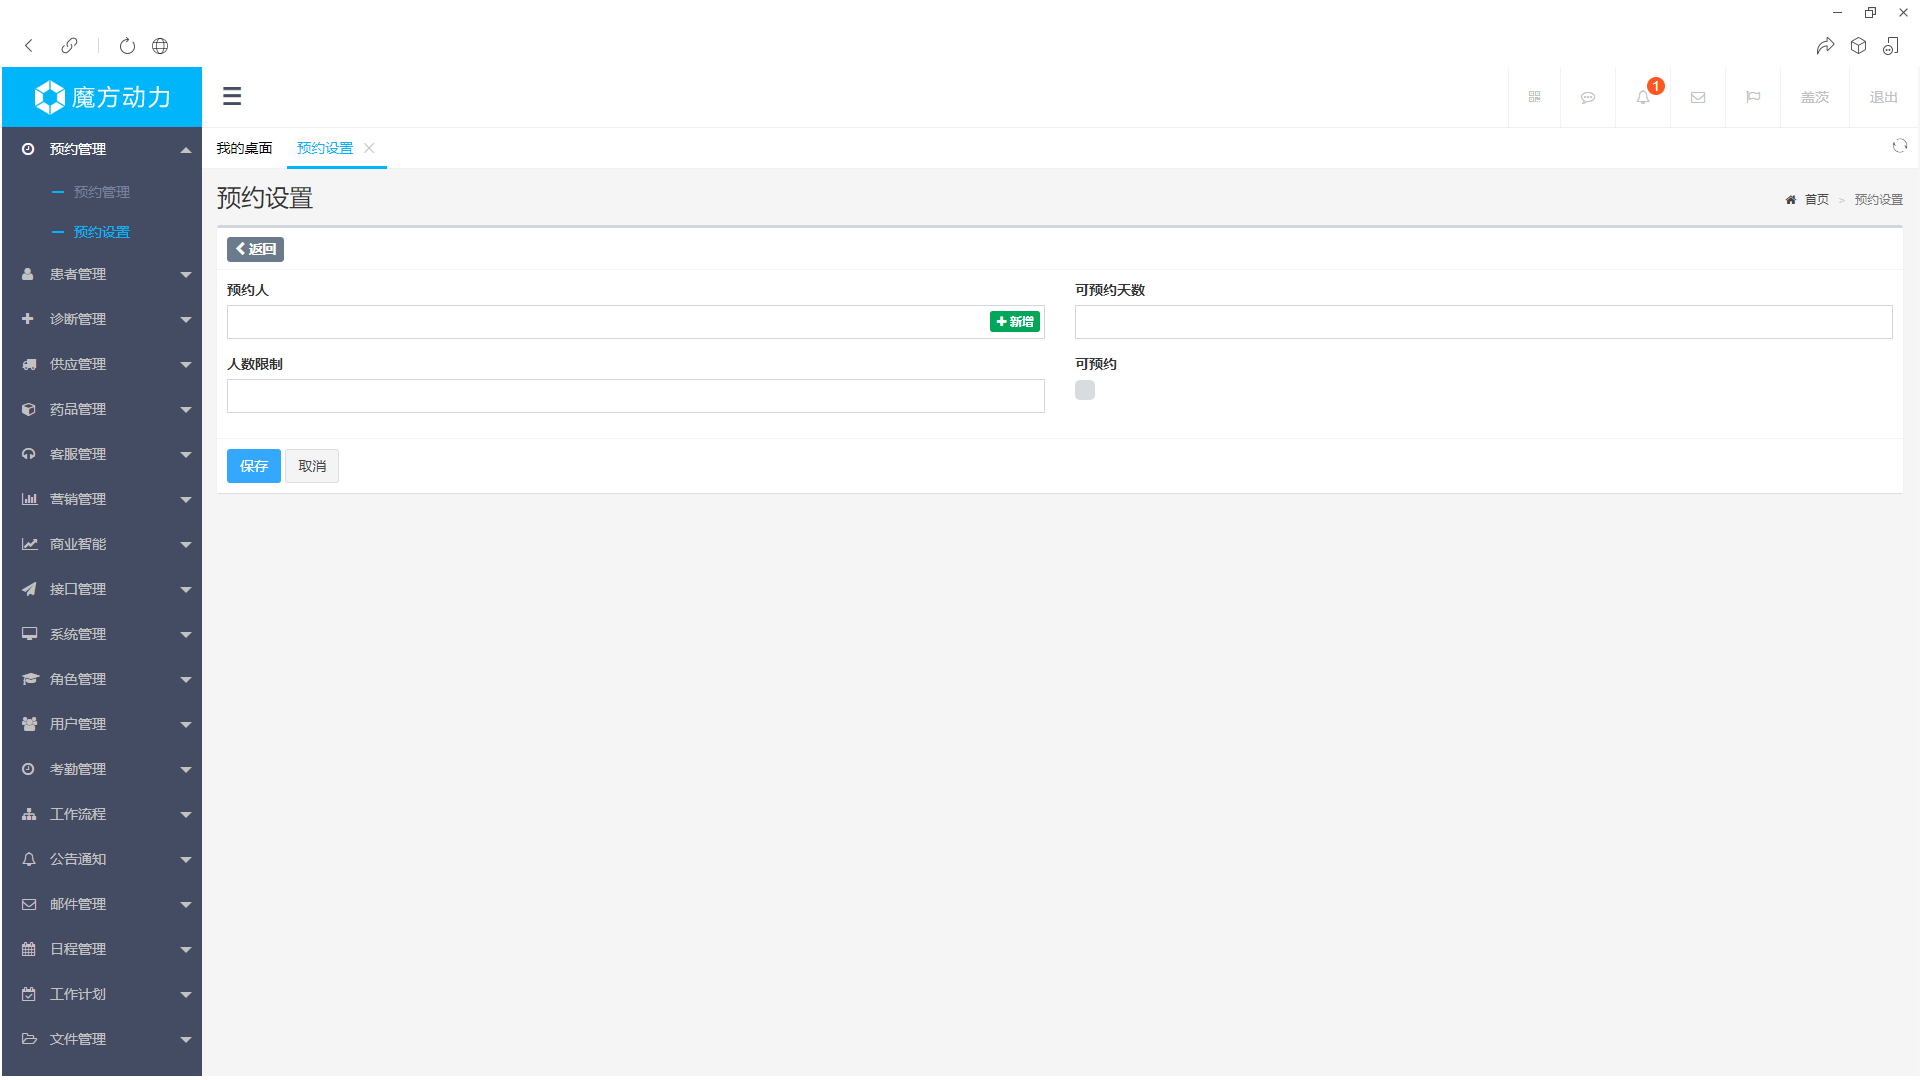 魔方动力
1
盖茨
退出
预约管理
预约管理
预约设置
患者管理
诊断管理
供应管理
药品管理
客服管理
营销管理
商业智能
接口管理
系统管理
角色管理
用户管理
考勤管理
工作流程
公告通知
邮件管理
日程管理
工作计划
文件管理
我的桌面
预约设置
预约设置
首页 > 预约设置
返回
预约人
新增
可预约天数
人数限制
可预约
保存
取消